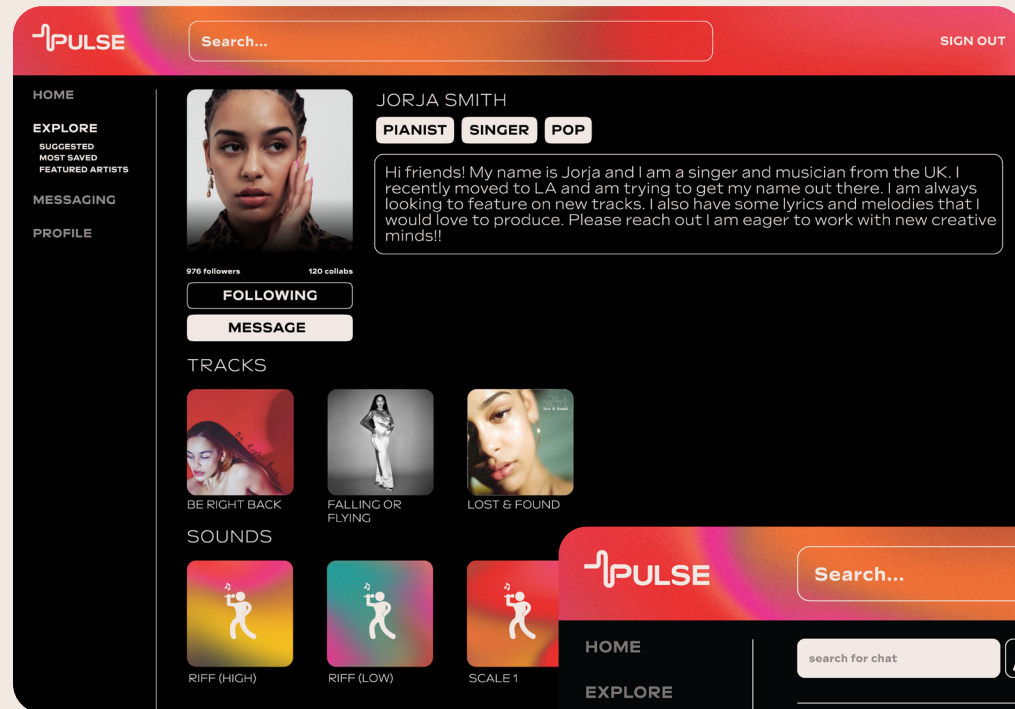 PULSE
Search...
SIGN OUT
HOME
EXPLORE
SUGGESTED
MOST SAVED
FEATURED ARTISTS
MESSAGING
PROFILE
JORJA SMITH
PIANIST
SINGER
POP
Hi friends! My name is Jorja and I am a singer and musician from the UK. I
recently moved to LA and am trying to get my name out there. I am always
looking to feature on new tracks. I also have some lyrics and melodies that I
would love to produce. Please reach out I am eager to work with new creative
minds!!
976 followers
120 collabs
FOLLOWING
MESSAGE
TRACKS
BE RIGHT BACK
FALLING OR
FLYING
LOST & FOUND
SOUNDS
RIFF (HIGH)
RIFF (LOW)
SCALE 1
PULSE
Search...
HOME
EXPLORE
search for chat